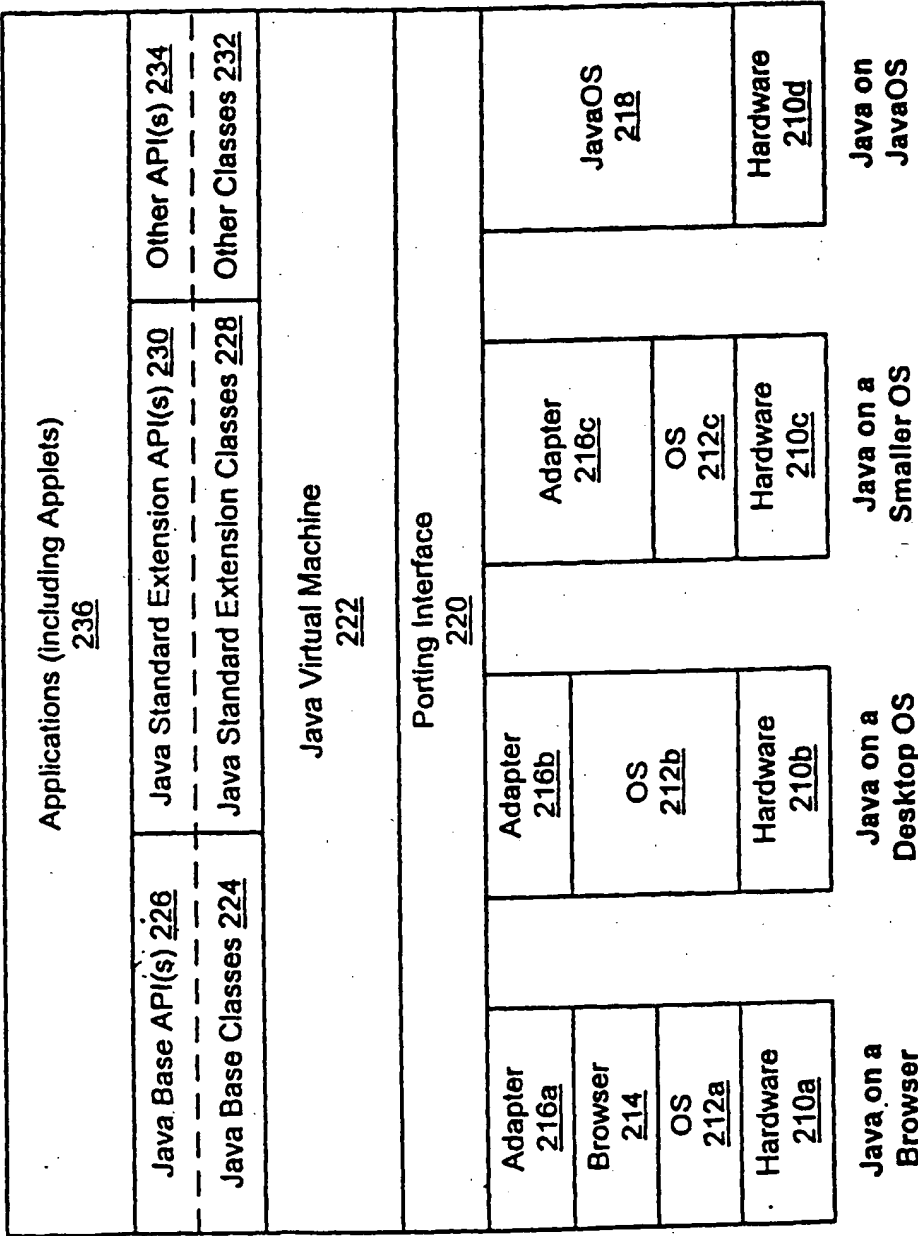 Applications (including Applets)
236
Java Base API(s) 226
Java Standard Extension API(s) 230
Other API(s) 234
Java Base Classes 224
Java Standard Extension Classes 228
Other Classes 232
Java Virtual Machine
222
Porting Interface
220
Adapter
216a
Browser
214
OS
212a
Hardware
210a
Java on a
Browser
Adapter
216b
OS
212b
Hardware
210b
Java on a
Desktop OS
Adapter
216c
OS
212c
Hardware
210c
Java on a
Smaller OS
JavaOS
218
Hardware
210d
Java on
JavaOS